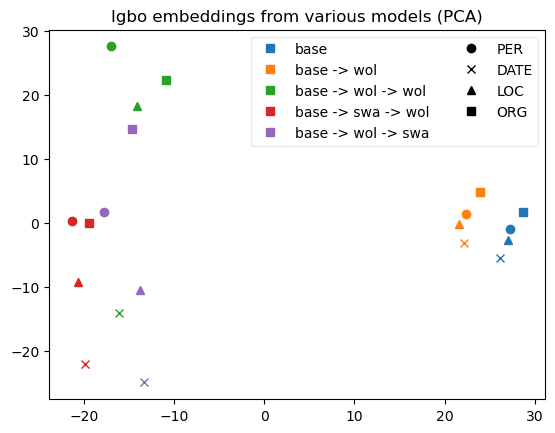 Igbo embeddings from various models (PCA)
base PER
base -> wol DATE
base -> wol -> wol LOC
base -> swa -> wol ORG
base -> wol -> swa
30
20
10
0
−10
−20
−20 −10 0 10 20 30